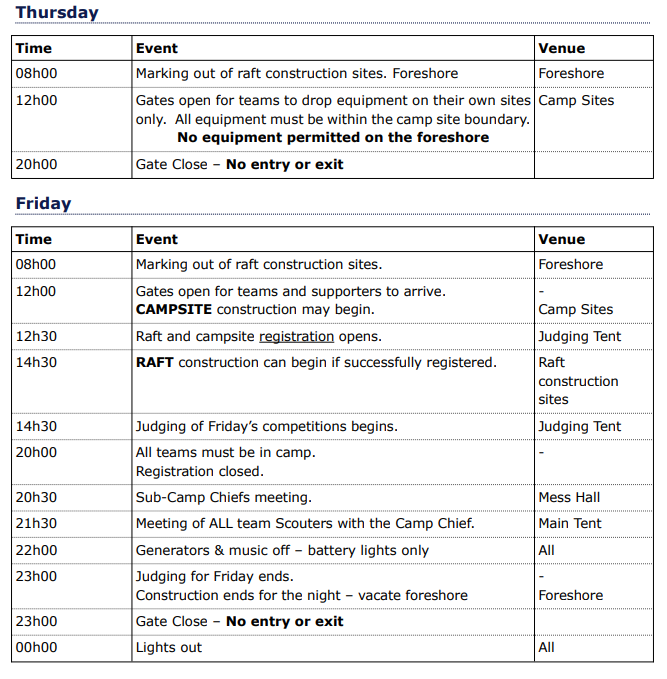 Thursday
Time Event Venue
08h00 Marking out of raft construction sites. Foreshore Foreshore
12h00 Gates open for teams to drop equipment on their own sites Camp Sites
only.  All equipment must be within the camp site boundary.
No equipment permitted on the foreshore
20h00 Gate Close – No entry or exit
Friday
Time Event Venue
08h00 Marking out of raft construction sites. Foreshore
12h00 Gates open for teams and supporters to arrive. -
CAMPSITE construction may begin. Camp Sites
12h30 Raft and campsite registration opens. Judging Tent
14h30 RAFT construction can begin if successfully registered. Raft
construction
sites
14h30 Judging of Friday’s competitions begins. Judging Tent
20h00 All teams must be in camp. -
Registration closed.
20h30 Sub-Camp Chiefs meeting. Mess Hall
21h30 Meeting of ALL team Scouters with the Camp Chief. Main Tent
22h00 Generators & music off – battery lights only All
23h00 Judging for Friday ends. -
Construction ends for the night – vacate foreshore Foreshore
23h00 Gate Close – No entry or exit
00h00 Lights out All